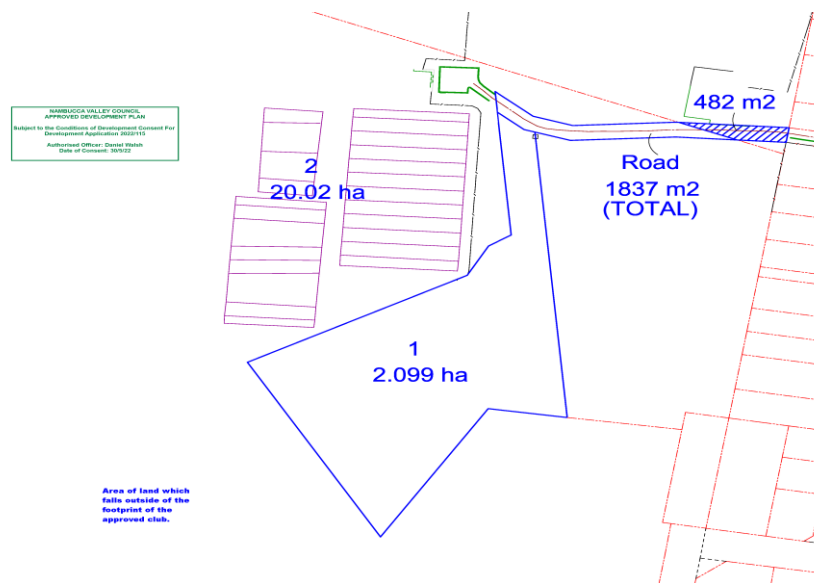 NAMBUCCA VALLEY COUNCIL
APPROVED DEVELOPMENT PLAN
Subject to the Conditions of Development Consent For
Development Application 2022/115
Authorised Officer: Daniel Walsh
Date of Consent: 30/5/22
482 m2
Road
1837 m2
(TOTAL)
2
20.02 ha
1
2.099 ha
Area of land which
falls outside of the
footprint of the
approved club.